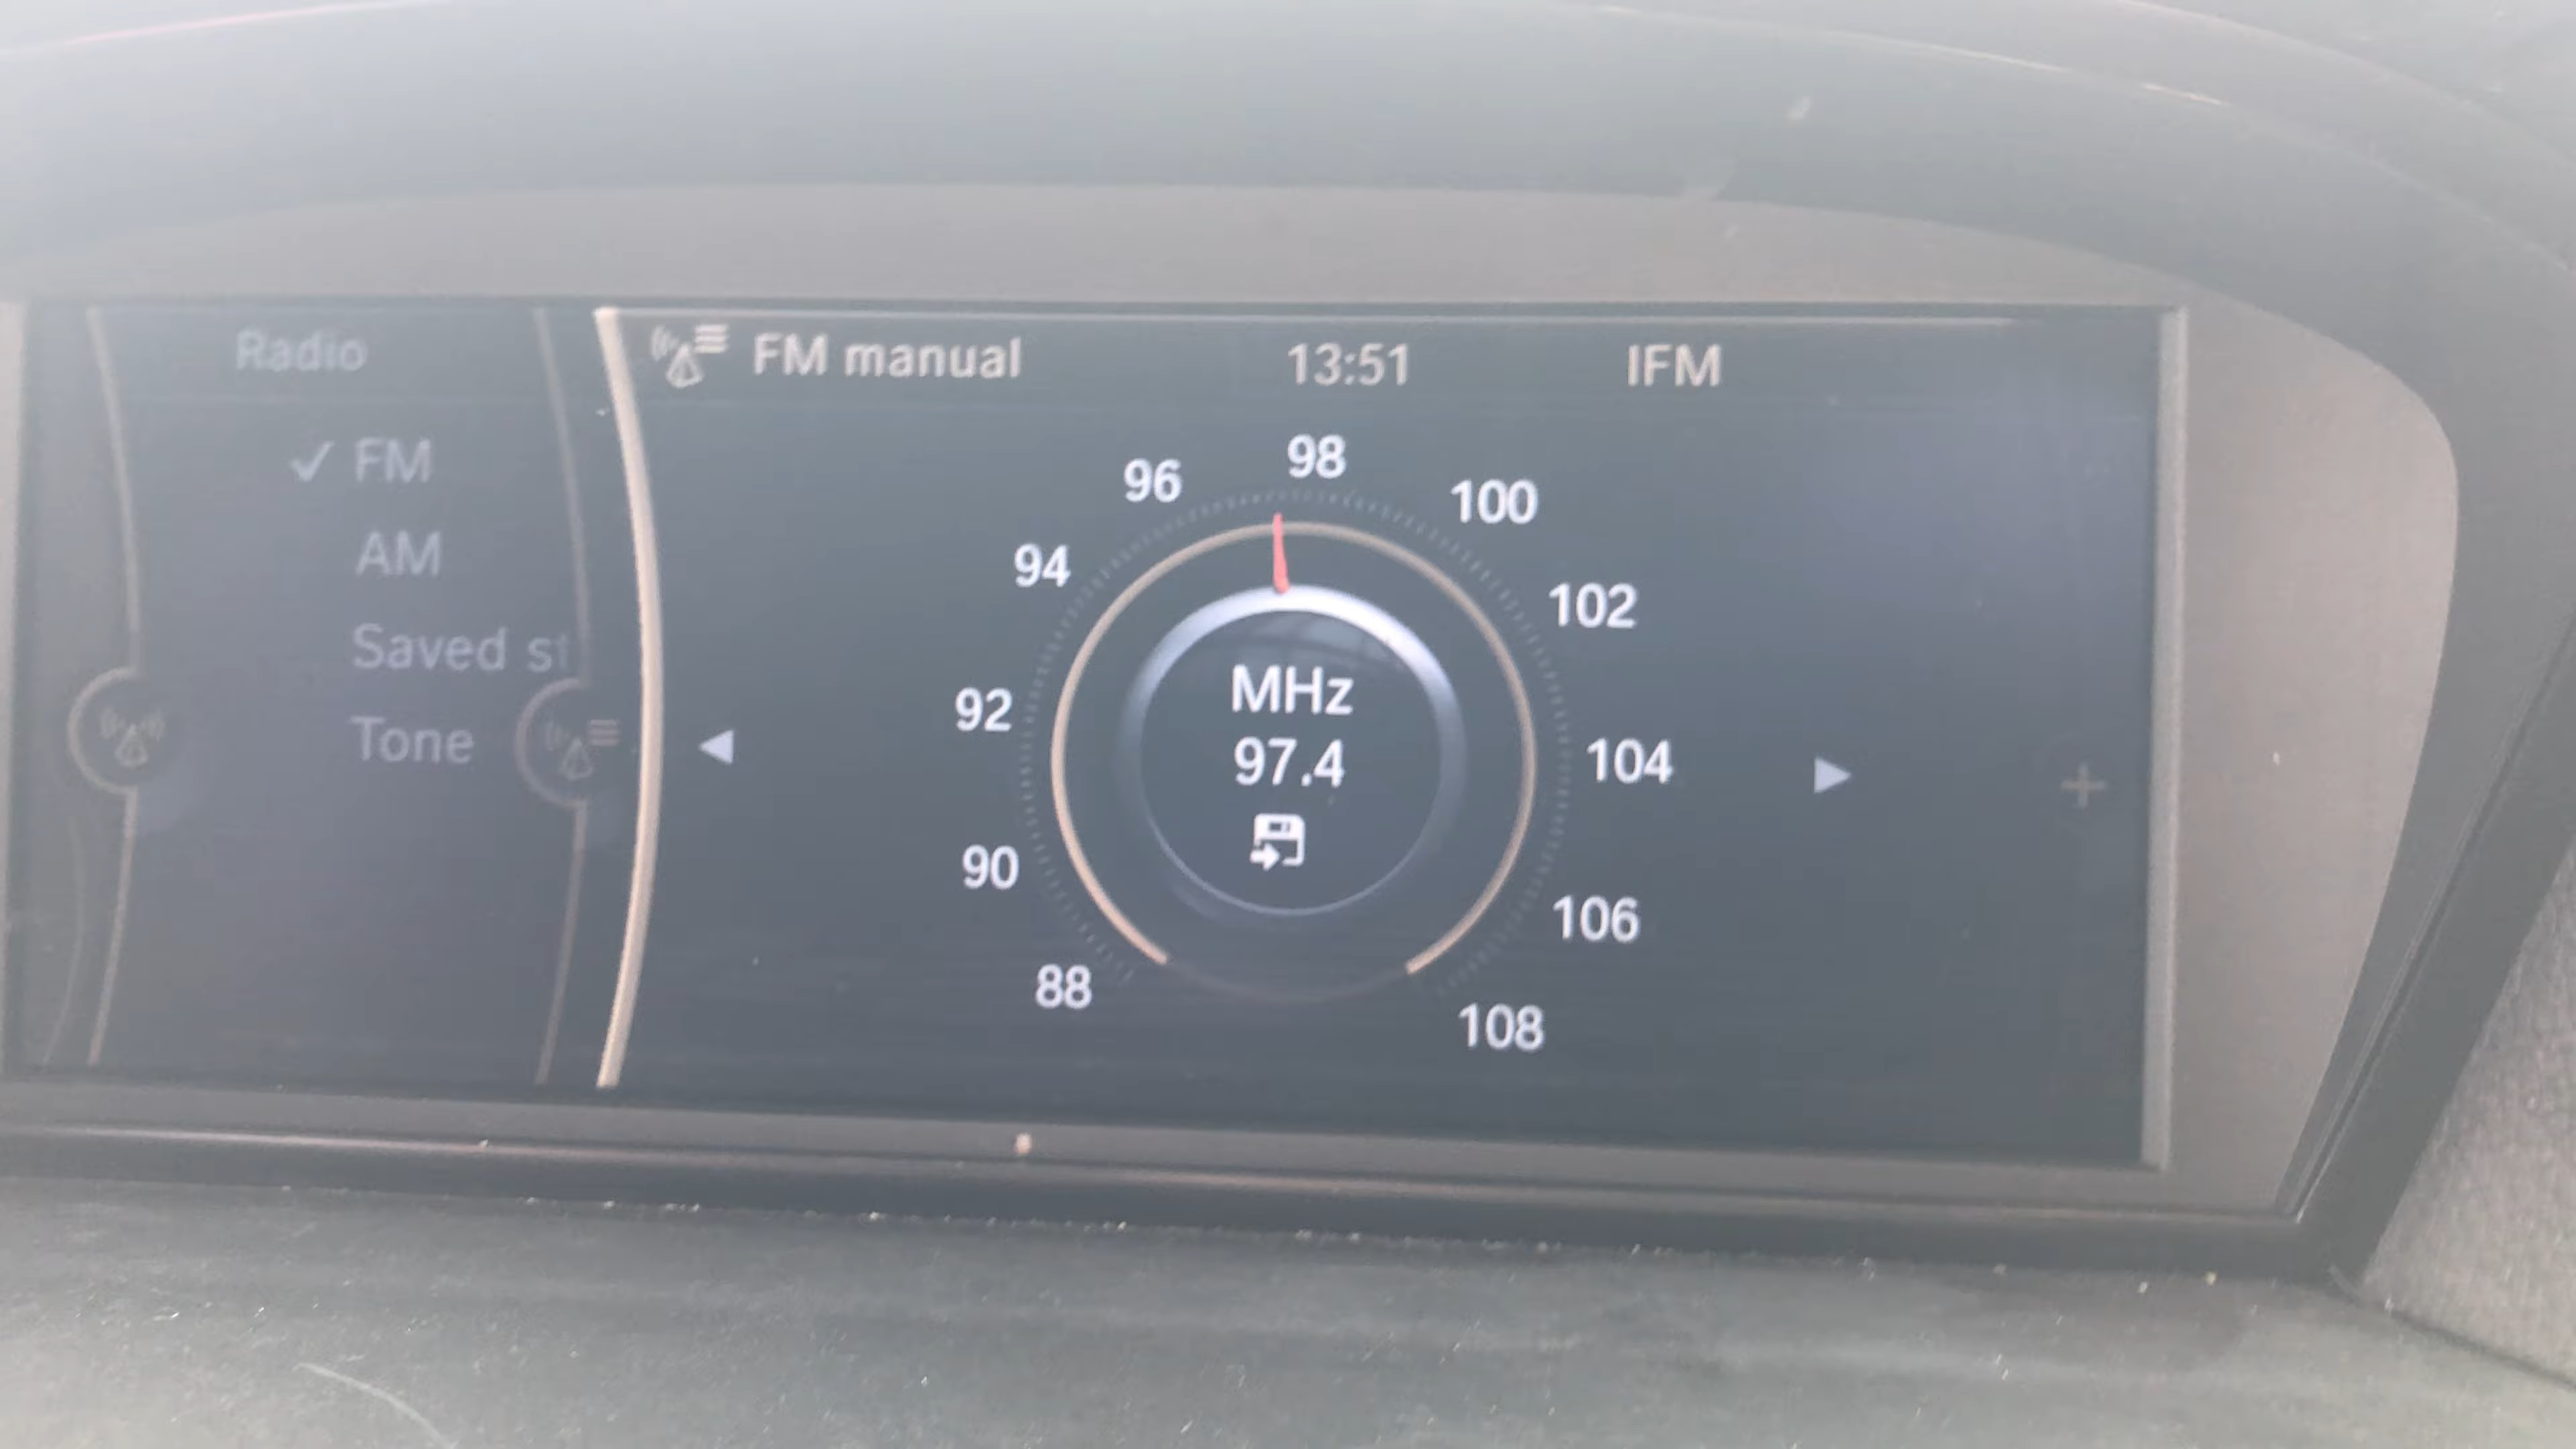 Radio
✓ FM
AM
Saved st
Tone
FM manual 13:51 IFM
88
90
92
94
96
98
100
102
104
106
108
MHz
97.4